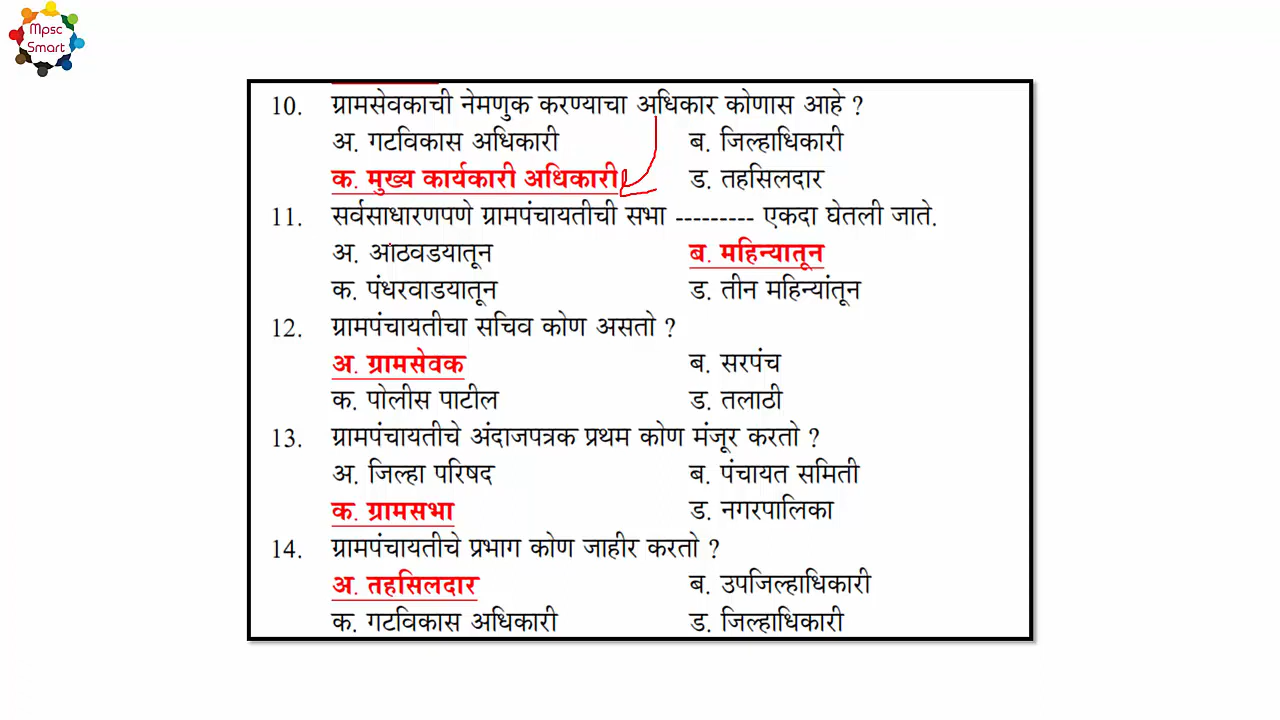 Mpsc
Smart
10. ग्रामसेवकाची नेमणुक करण्याचा अधिकार कोणास आहे ?
अ. गटविकास अधिकारी ब. जिल्हाधिकारी
क. मुख्य कार्यकारी अधिकारी ड. तहसिलदार
11. सर्वसाधारणपणे ग्रामपंचायतीची सभा --------- एकदा घेतली जाते.
अ. आठवडयातून ब. महिन्यातून
क. पंधरवाडयातून ड. तीन महिन्यांतून
12. ग्रामपंचायतीचा सचिव कोण असतो ?
अ. ग्रामसेवक ब. सरपंच
क. पोलीस पाटील ड. तलाठी
13. ग्रामपंचायतीचे अंदाजपत्रक प्रथम कोण मंजूर करतो ?
अ. जिल्हा परिषद ब. पंचायत समिती
क. ग्रामसभा ड. नगरपालिका
14. ग्रामपंचायतीचे प्रभाग कोण जाहीर करतो ?
अ. तहसिलदार ब. उपजिल्हाधिकारी
क. गटविकास अधिकारी ड. जिल्हाधिकारी